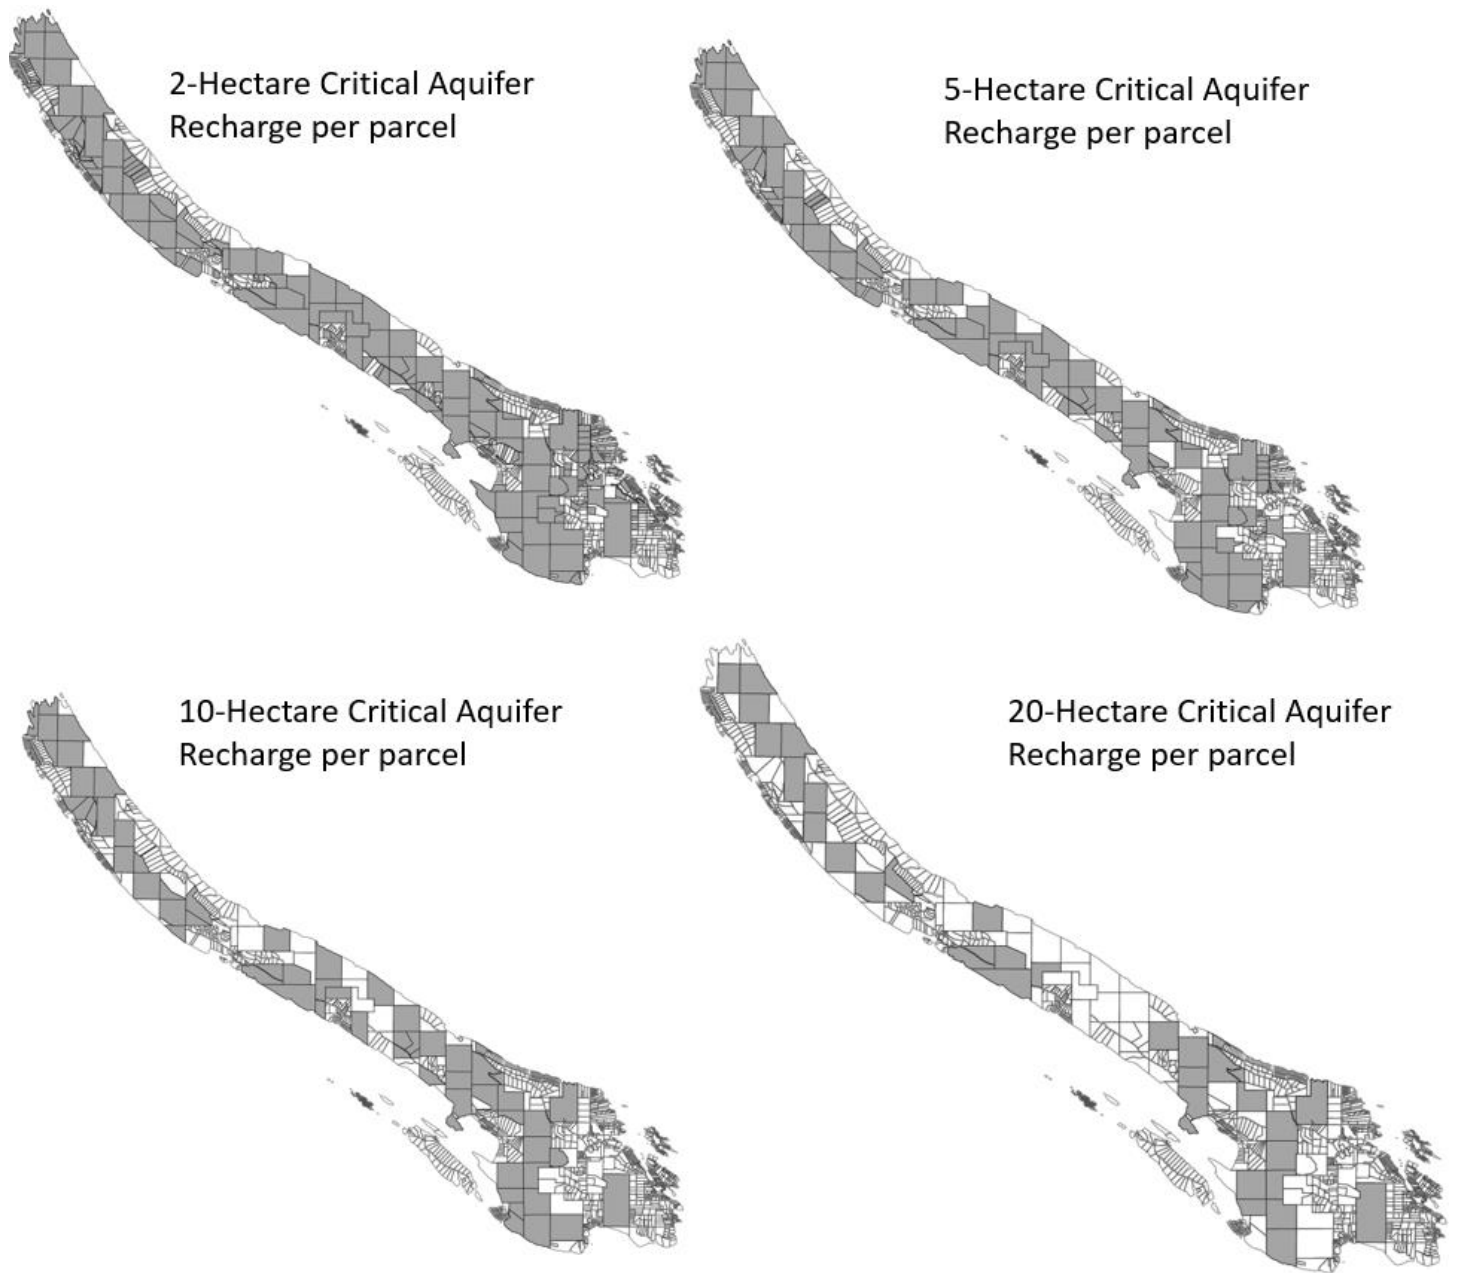 2-Hectare Critical Aquifer
Recharge per parcel
5-Hectare Critical Aquifer
Recharge per parcel
10-Hectare Critical Aquifer
Recharge per parcel
20-Hectare Critical Aquifer
Recharge per parcel